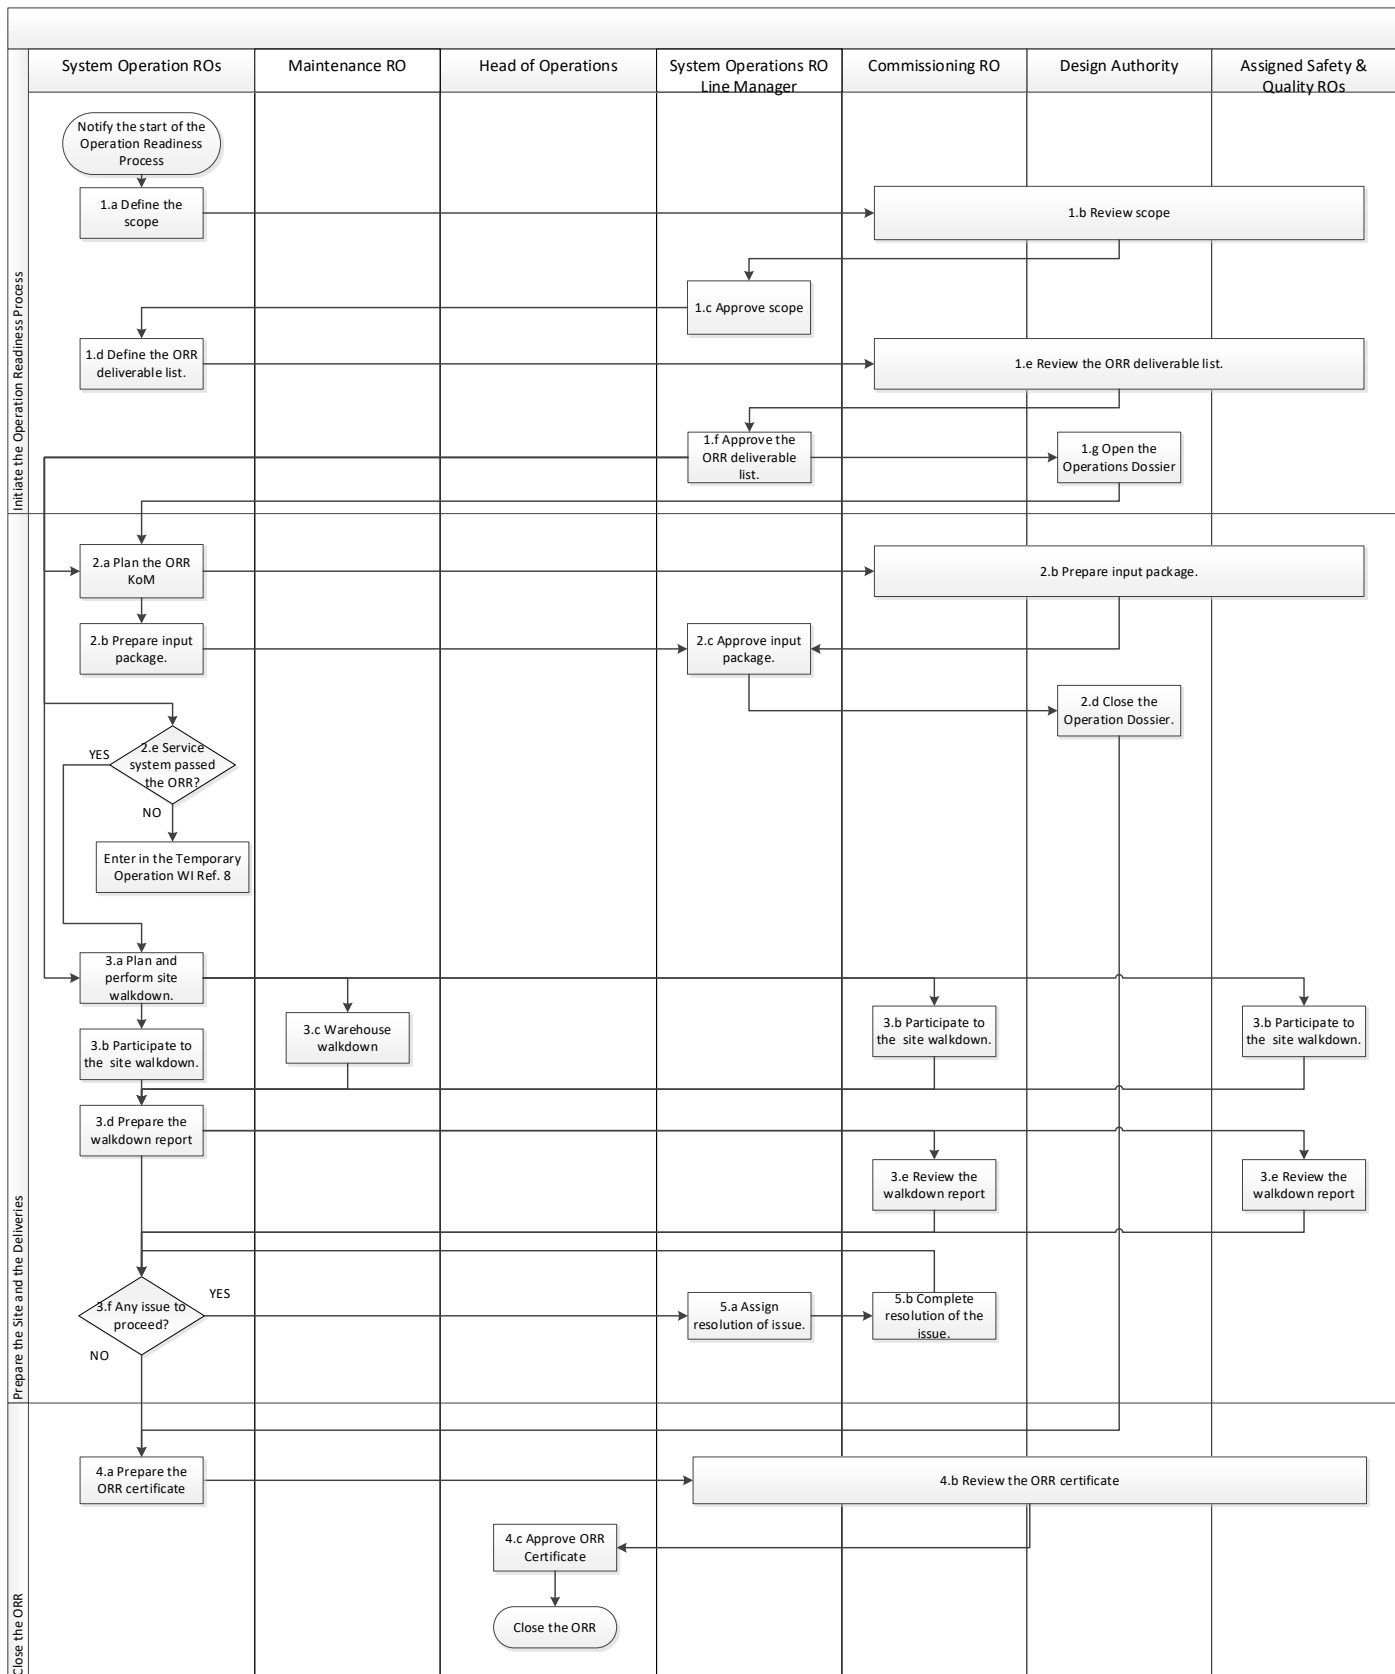 System Operation ROs
Maintenance RO
Head of Operations
System Operations RO
Line Manager
Commissioning RO
Design Authority
Assigned Safety &
Quality ROs
Initiate the Operation Readiness Process
Notify the start of the
Operation Readiness
Process
1.a Define the
scope
1.b Review scope
1.c Approve scope
1.d Define the ORR
deliverable list.
1.e Review the ORR deliverable list.
1.f Approve the
ORR deliverable
list.
1.g Open the
Operations Dossier
Prepare the Site and the Deliveries
2.a Plan the ORR
KoM
2.b Prepare input package.
2.b Prepare input
package.
2.c Approve input
package.
2.d Close the
Operation Dossier.
2.e Service
system passed
the ORR?
YES
NO
Enter in the Temporary
Operation WI Ref. 8
3.a Plan and
perform site
walkdown.
3.b Participate to
the site walkdown.
3.c Warehouse
walkdown
3.b Participate to
the site walkdown.
3.b Participate to
the site walkdown.
3.d Prepare the
walkdown report
3.e Review the
walkdown report
3.e Review the
walkdown report
3.f Any issue to
proceed?
YES
NO
5.a Assign
resolution of issue.
5.b Complete
resolution of the
issue.
Close the ORR
4.a Prepare the
ORR certificate
4.b Review the ORR certificate
4.c Approve ORR
Certificate
Close the ORR